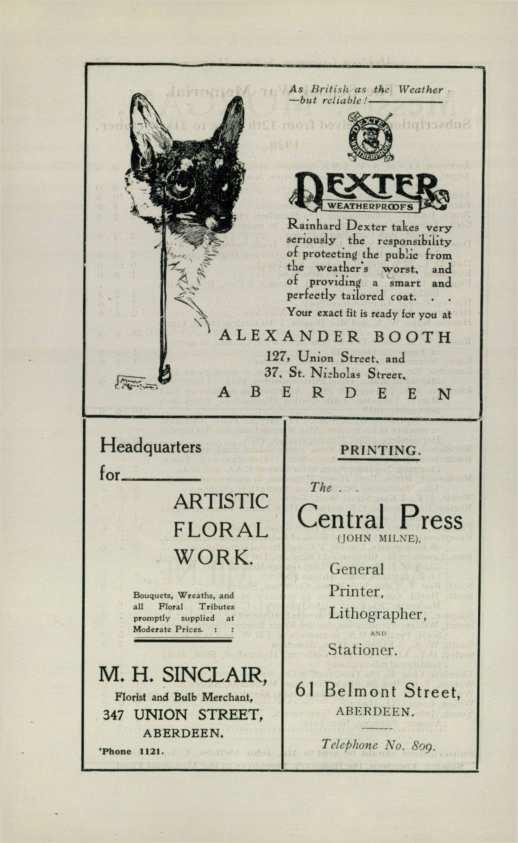 As British as the Weather
—but reliable!
DEXTER
WEATHERPROOFS
DEXTER
WEATHERPROOFS
Rainhard Dexter takes very
seriously the responsibility
of protecting the public from
the weather's worst, and
of providing a smart and
perfectly tailored coat. . .
Your exact fit is ready for you at
ALEXANDER BOOTH
127, Union Street, and
37, St. Nicholas Street,
ABERDEEN
Headquarters
for
ARTISTIC
FLORAL
WORK.
Bouquets, Wreaths, and
all Floral Tributes
promptly supplied at
Moderate Prices. : :
M. H. SINCLAIR,
Florist and Bulb Merchant,
347 UNION STREET,
ABERDEEN.
'Phone 1121.
PRINTING.
The . .
Central Press
(JOHN MILNE),
General
Printer,
Lithographer,
AND
Stationer.
61 Belmont Street,
ABERDEEN.
Telephone No. 809.